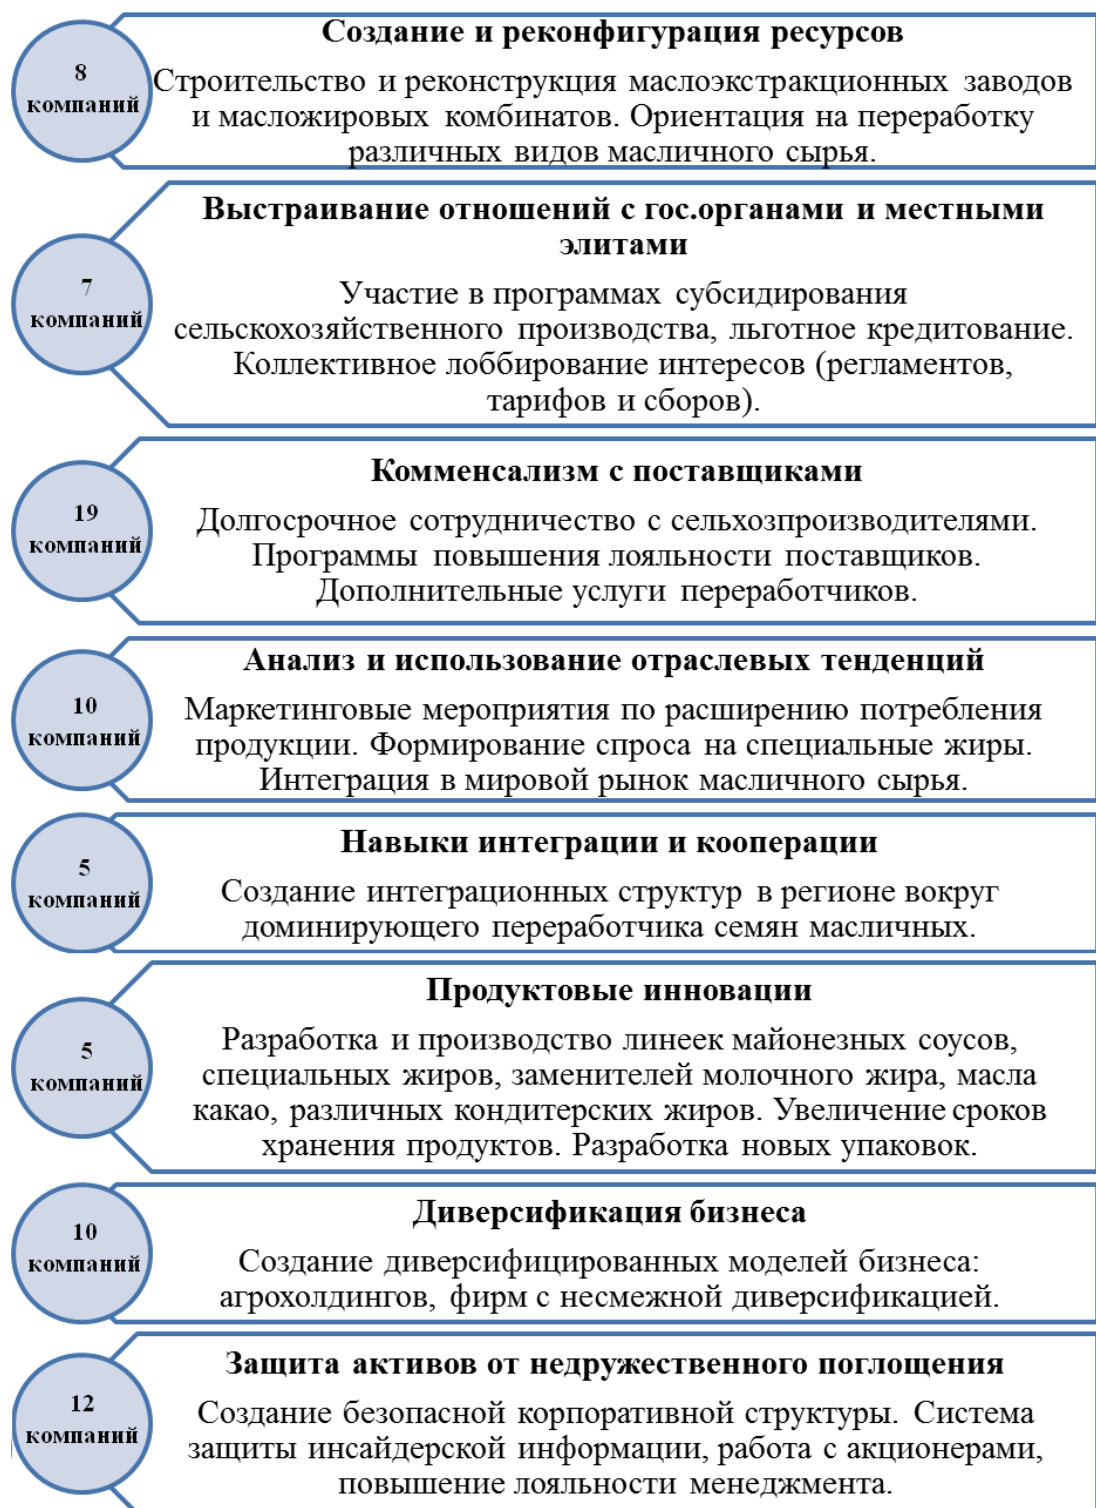 8
компаний
Создание и реконфигурация ресурсов
Строительство и реконструкция маслоэкстракционных заводов
и масложировых комбинатов. Ориентация на переработку
различных видов масличного сырья.
7
компаний
Выстраивание отношений с гос.органами и местными
элитами
Участие в программах субсидирования
сельскохозяйственного производства, льготное кредитование.
Коллективное лоббирование интересов (регламентов,
тарифов и сборов).
19
компаний
Комменсализм с поставщиками
Долгосрочное сотрудничество с сельхозпроизводителями.
Программы повышения лояльности поставщиков.
Дополнительные услуги переработчиков.
10
компаний
Анализ и использование отраслевых тенденций
Маркетинговые мероприятия по расширению потребления
продукции. Формирование спроса на специальные жиры.
Интеграция в мировой рынок масличного сырья.
5
компаний
Навыки интеграции и кооперации
Создание интеграционных структур в регионе вокруг
доминирующего переработчика семян масличных.
5
компаний
Продуктовые инновации
Разработка и производство линеек майонезных соусов,
специальных жиров, заменителей молочного жира, масла
какао, различных кондитерских жиров. Увеличение сроков
хранения продуктов. Разработка новых упаковок.
10
компаний
Диверсификация бизнеса
Создание диверсифицированных моделей бизнеса:
агрохолдингов, фирм с несмежной диверсификацией.
12
компаний
Защита активов от недружественного поглощения
Создание безопасной корпоративной структуры. Система
защиты инсайдерской информации, работа с акционерами,
повышение лояльности менеджмента.